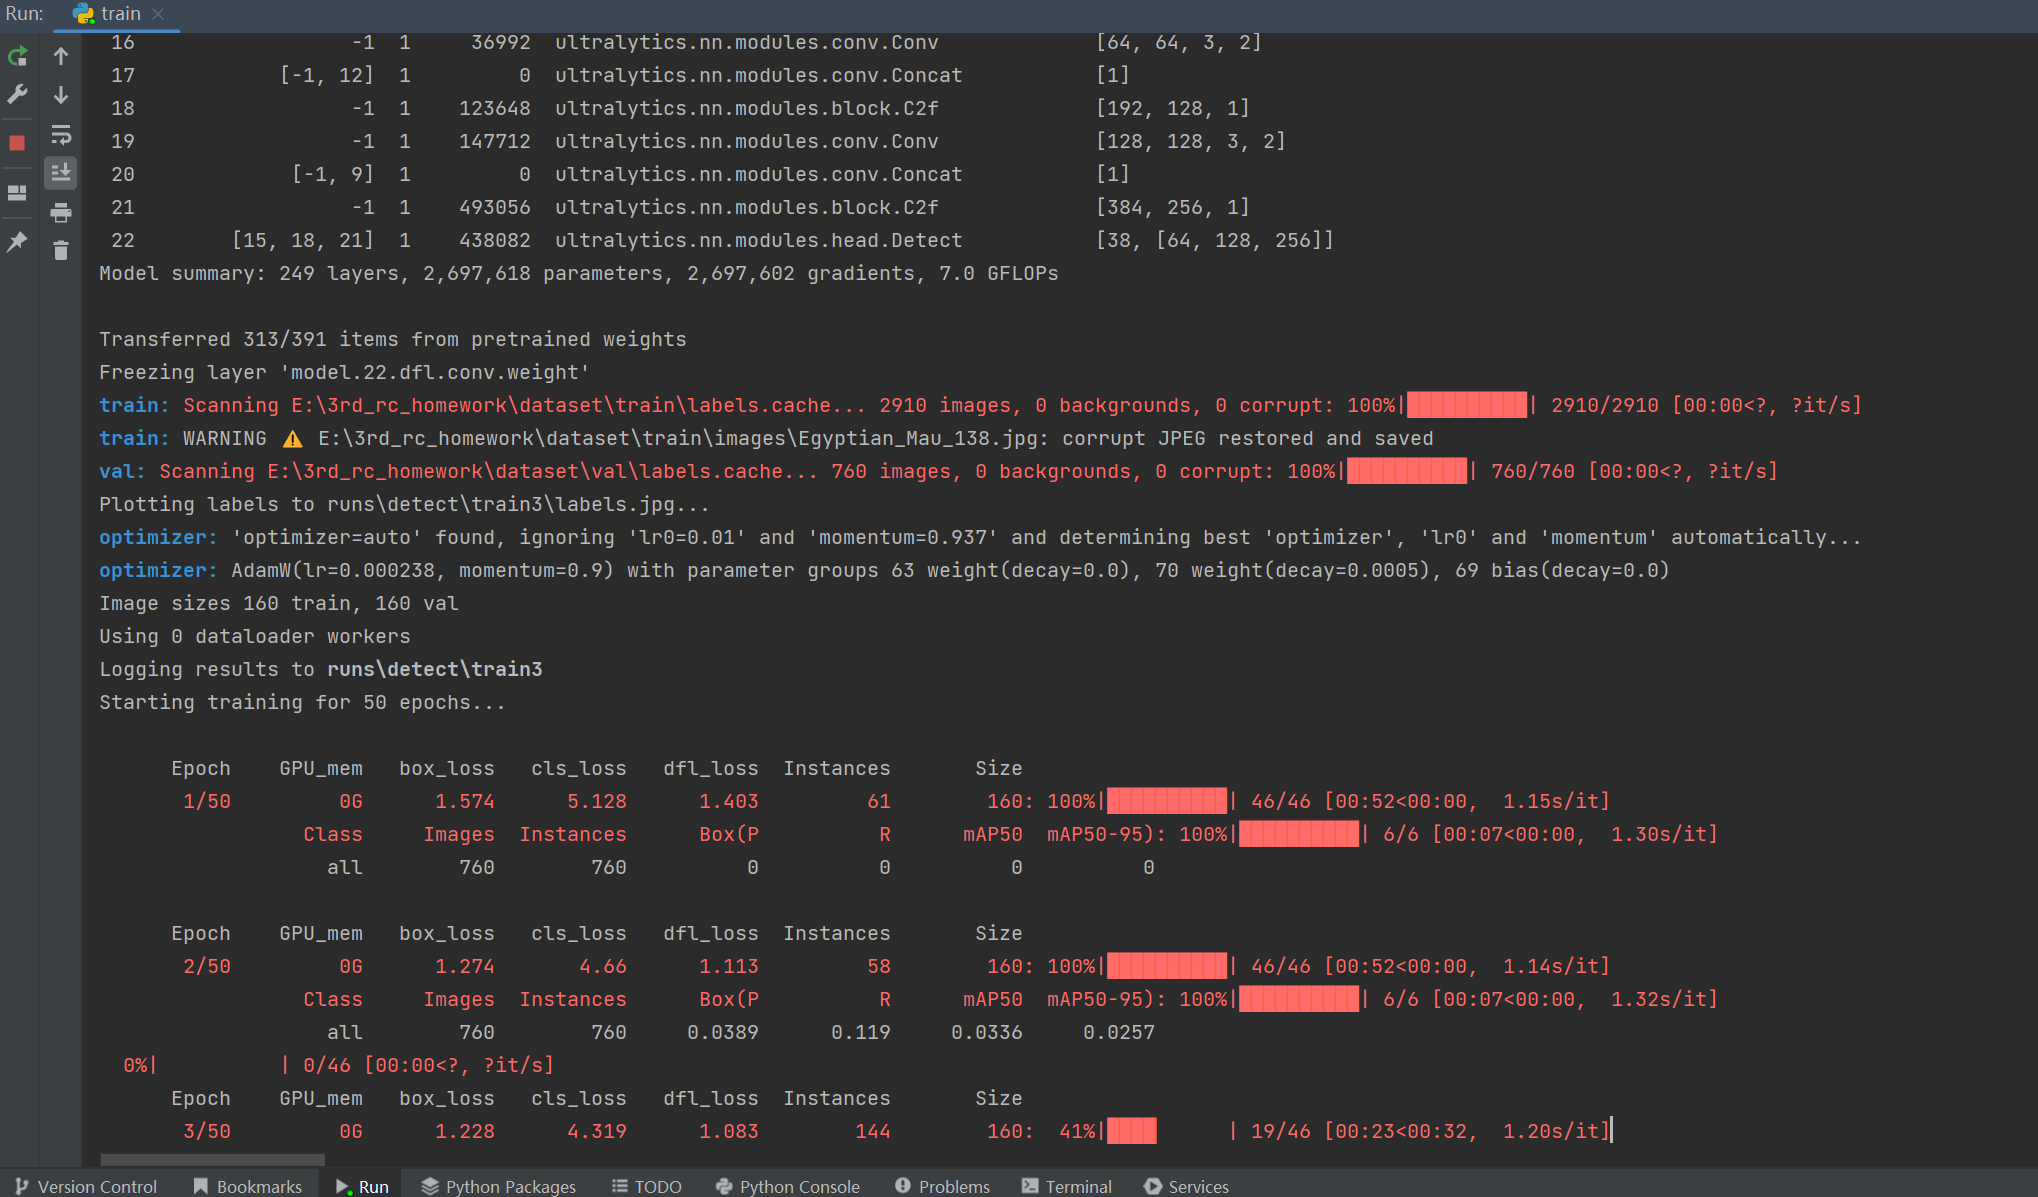 Run: train
16 -1 1 36992 ultralytics.nn.modules.conv.Conv [64, 64, 3, 2]
17 [-1, 12] 1 0 ultralytics.nn.modules.conv.Concat [1]
18 -1 1 123648 ultralytics.nn.modules.block.C2f [192, 128, 1]
19 -1 1 147712 ultralytics.nn.modules.conv.Conv [128, 128, 3, 2]
20 [-1, 9] 1 0 ultralytics.nn.modules.conv.Concat [1]
21 -1 1 493056 ultralytics.nn.modules.block.C2f [384, 256, 1]
22 [15, 18, 21] 1 438082 ultralytics.nn.modules.head.Detect [38, [64, 128, 256]]
Model summary: 249 layers, 2,697,618 parameters, 2,697,602 gradients, 7.0 GFLOPs
Transferred 313/391 items from pretrained weights
Freezing layer 'model.22.dfl.conv.weight'
train: Scanning E:\3rd_rc_homework\dataset\train\labels.cache... 2910 images, 0 backgrounds, 0 corrupt: 100%|██████████| 2910/2910 [00:00<?, ?it/s]
train: WARNING ⚠️ E:\3rd_rc_homework\dataset\train\images\Egyptian_Mau_138.jpg: corrupt JPEG restored and saved
val: Scanning E:\3rd_rc_homework\dataset\val\labels.cache... 760 images, 0 backgrounds, 0 corrupt: 100%|██████████| 760/760 [00:00<?, ?it/s]
Plotting labels to runs\detect\train3\labels.jpg...
optimizer: 'optimizer=auto' found, ignoring 'lr0=0.01' and 'momentum=0.937' and determining best 'optimizer', 'lr0' and 'momentum' automatically...
optimizer: AdamW(lr=0.000238, momentum=0.9) with parameter groups 63 weight(decay=0.0), 70 weight(decay=0.0005), 69 bias(decay=0.0)
Image sizes 160 train, 160 val
Using 0 dataloader workers
Logging results to runs\detect\train3
Starting training for 50 epochs...
Epoch GPU_mem box_loss cls_loss dfl_loss Instances Size
1/50 0G 1.574 5.128 1.403 61 160: 100%|██████████| 46/46 [00:52<00:00, 1.15s/it]
Class Images Instances Box(P R mAP50 mAP50-95): 100%|██████████| 6/6 [00:07<00:00, 1.30s/it]
all 760 760 0 0 0 0
Epoch GPU_mem box_loss cls_loss dfl_loss Instances Size
2/50 0G 1.274 4.66 1.113 58 160: 100%|██████████| 46/46 [00:52<00:00, 1.14s/it]
Class Images Instances Box(P R mAP50 mAP50-95): 100%|██████████| 6/6 [00:07<00:00, 1.32s/it]
all 760 760 0.0389 0.119 0.0336 0.0257
0%| | 0/46 [00:00<?, ?it/s]
Epoch GPU_mem box_loss cls_loss dfl_loss Instances Size
3/50 0G 1.228 4.319 1.083 144 160: 41%|████ | 19/46 [00:23<00:32, 1.20s/it]
Version Control Bookmarks Run Python Packages TODO Python Console Problems Terminal Services